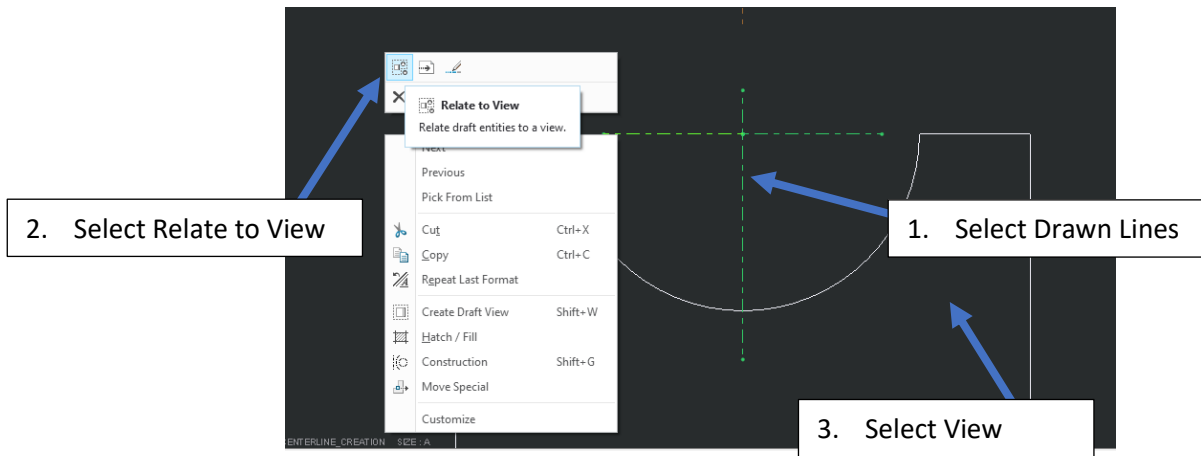 Relate to View
Relate draft entities to a view.
Next
Previous
Pick From List
2. Select Relate to View
1. Select Drawn Lines
Cut Ctrl+X
Copy Ctrl+C
Repeat Last Format
Create Draft View Shift+W
Hatch / Fill
Construction Shift+G
Move Special
Customize
3. Select View
ENTERLINE_CREATION SIZE : A